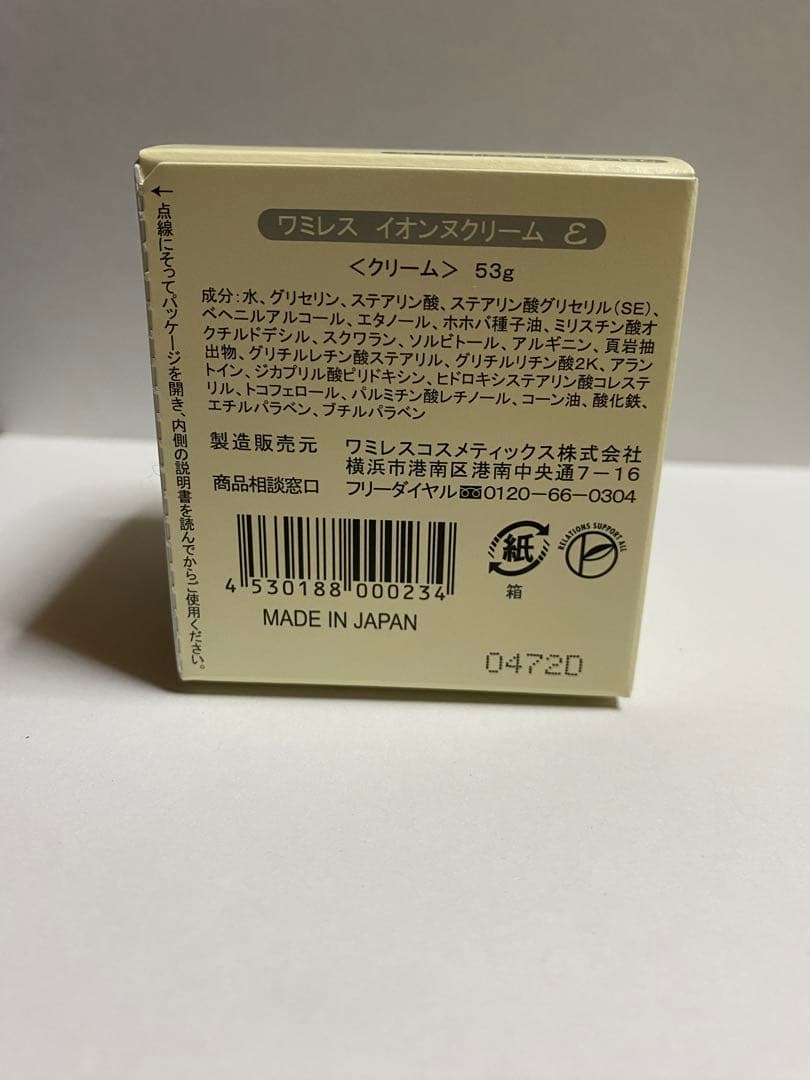 ワミレス イオンヌクリーム ε
＜クリーム＞ 53g
成分：水、グリセリン、ステアリン酸、ステアリン酸グリセリル（SE）、
ベヘニルアルコール、エタノール、ホホバ種子油、ミリスチン酸オ
クチルドデシル、スクワラン、ソルビトール、アルギニン、頁岩抽
出物、グリチルレチン酸ステアリル、グリチルリチン酸2K、アラン
トイン、ジカプリル酸ピリドキシン、ヒドロキシステアリン酸コレステ
リル、トコフェロール、パルミチン酸レチノール、コーン油、酸化鉄、
エチルパラベン、ブチルパラベン
製造販売元 ワミレスコスメティックス株式会社
横浜市港南区港南中央通7－16
商品相談窓口 フリーダイヤル 0120－66－0304
4 530188 000234
MADE IN JAPAN
紙
箱
RELATIONS SUPPORT ALL
04720
←点線にそってパッケージを開き、内側の説明書を読んでからご使用ください。